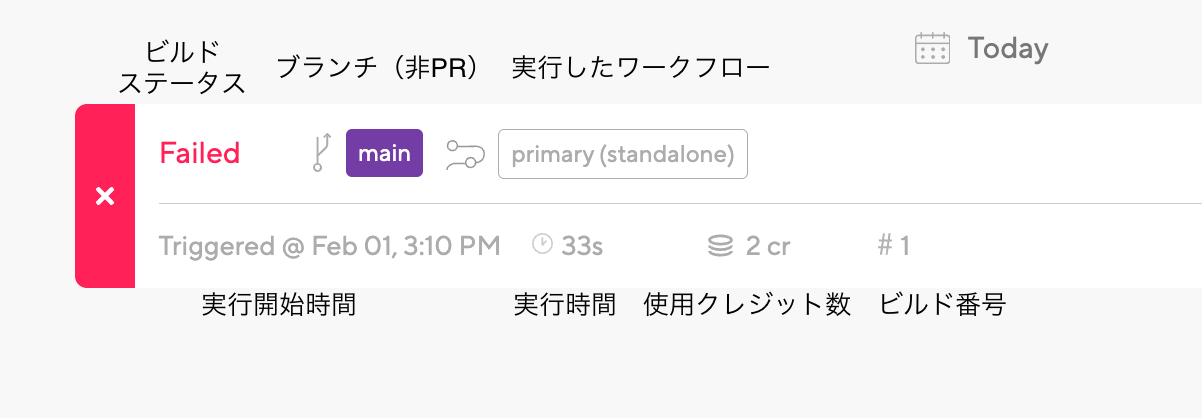 Today
ビルド
ステータス
ブランチ（非PR）
実行したワークフロー
Failed
main
primary (standalone)
Triggered @ Feb 01, 3:10 PM
33s
2 cr
# 1
実行開始時間
実行時間
使用クレジット数
ビルド番号